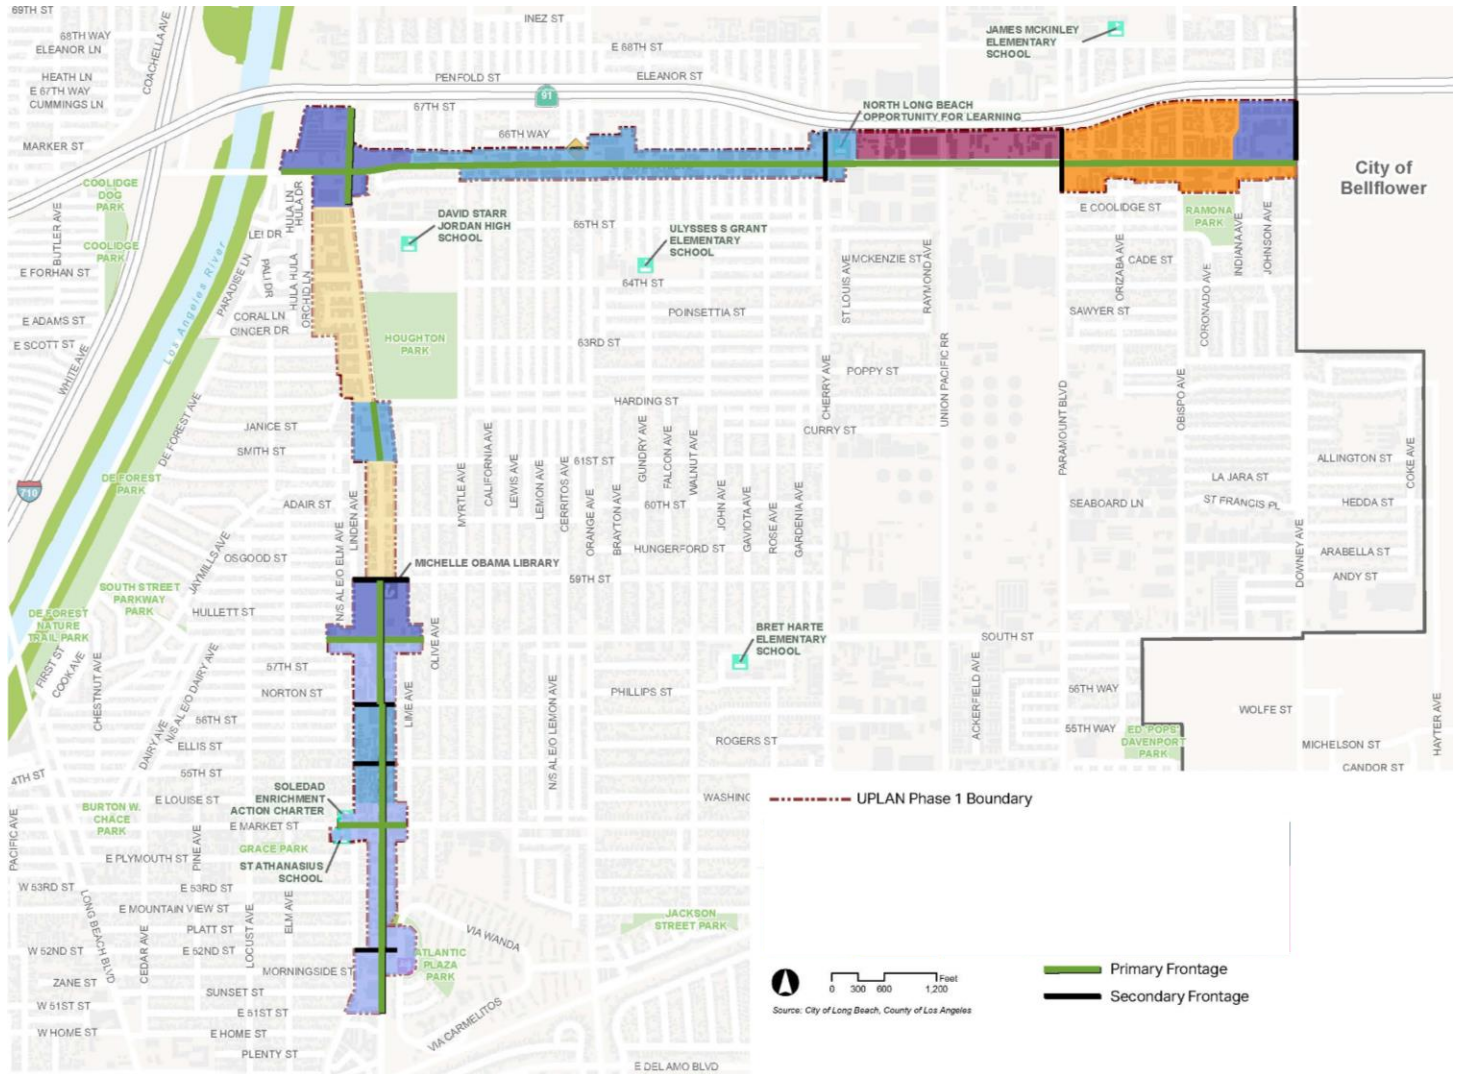 69TH ST
INEZ ST
68TH WAY
ELEANOR LN
COACHELLA AVE
E 68TH ST
JAMES MCKINLEY
ELEMENTARY
SCHOOL
HEATH LN
E 67TH WAY
CUMMINGS LN
PENFOLD ST
ELEANOR ST
91
67TH ST
NORTH LONG BEACH
OPPORTUNITY FOR LEARNING
66TH WAY
MARKER ST
City of
Bellflower
COOLIDGE
DOG
PARK
HULA LN
HULA DR
BUTLER AVE
COOLIDGE
PARK
LEI DR
DAVID STARR
JORDAN HIGH
SCHOOL
65TH ST
ULYSSES S GRANT
ELEMENTARY
SCHOOL
E COOLIDGE ST
RAMONA
PARK
INDIANA AVE
JOHNSON AVE
E FORHAN ST
Los Angeles River
PARADISE LN
PALI DR
HULA HULA
ORCHID LN
64TH ST
ST LOUIS AVE
MCKENZIE ST
RAYMOND AVE
ORIZABA AVE
CADE ST
CORONADO AVE
E ADAMS ST
CORAL LN
GINGER DR
POINSETTIA ST
SAWYER ST
E SCOTT ST
WHITE AVE
HOUGHTON
PARK
63RD ST
UNION PACIFIC RR
CHERRY AVE
POPPY ST
PARAMOUNT BLVD
OBISPO AVE
HARDING ST
DE FOREST AVE
JANICE ST
CURRY ST
SMITH ST
61ST ST
GUNDRY AVE
FALCON AVE
WALNUT AVE
ALLINGTON ST
COKE AVE
DE FOREST
PARK
710
MYRTLE AVE
CALIFORNIA AVE
LEWIS AVE
LEMON AVE
CERRITOS AVE
ORANGE AVE
BRAYTON AVE
60TH ST
JOHN AVE
GAVIOTA AVE
ROSE AVE
GARDENIA AVE
LA JARA ST
ST FRANCIS PL
HEDDA ST
SEABOARD LN
ADAIR ST
LINDEN AVE
N/S AL E/O ELM AVE
JAYMILLS AVE
OSGOOD ST
HUNGERFORD ST
DOWNEY AVE
ARABELLA ST
ANDY ST
MICHELLE OBAMA LIBRARY
59TH ST
SOUTH STREET
PARKWAY
PARK
HULLETT ST
DE FOREST
NATURE
TRAIL PARK
OLIVE AVE
BRET HARTE
ELEMENTARY
SCHOOL
SOUTH ST
FIRST ST
COOK AVE
CHESTNUT AVE
N/S AL E/O DAIRY AVE
57TH ST
NORTON ST
LIME AVE
N/S AL E/O LEMON AVE
PHILLIPS ST
ACKERFIELD AVE
56TH WAY
WOLFE ST
HAYTER AVE
56TH ST
DAIRY AVE
ELLIS ST
ROGERS ST
55TH WAY
ED "POPS"
DAVENPORT
PARK
MICHELSON ST
CANDOR ST
4TH ST
55TH ST
SOLEDAD
ENRICHMENT
ACTION CHARTER
E LOUISE ST
WASHING
UPLAN Phase 1 Boundary
BURTON W.
CHACE
PARK
E MARKET ST
PACIFIC AVE
PINE AVE
GRACE PARK
E PLYMOUTH ST
ST ATHANASIUS
SCHOOL
W 53RD ST
LONG BEACH BLVD
E 53RD ST
E MOUNTAIN VIEW ST
ELM AVE
LOCUST AVE
PLATT ST
CEDAR AVE
JACKSON
STREET PARK
VIA WANDA
W 52ND ST
E 52ND ST
ATLANTIC
PLAZA
PARK
MORNINGSIDE ST
ZANE ST
SUNSET ST
Feet
0 300 600 1,200
Primary Frontage
Secondary Frontage
W 51ST ST
E 51ST ST
Source: City of Long Beach, County of Los Angeles
W HOME ST
E HOME ST
VIA CARMELITOS
PLENTY ST
E DEL AMO BLVD